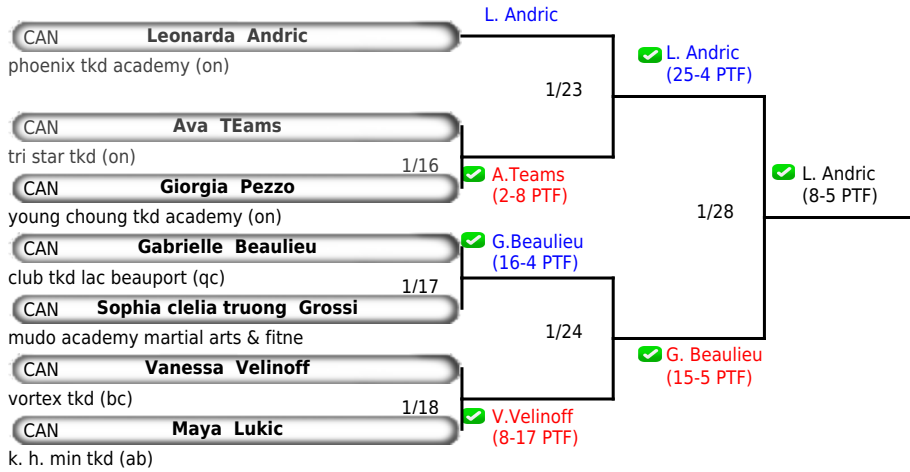 L. Andric
CAN Leonarda Andric
phoenix tkd academy (on)
L. Andric
(25-4 PTF)
1/23
CAN Ava TEams
tri star tkd (on)
1/16
A.Teams
(2-8 PTF)
CAN Giorgia Pezzo
young choung tkd academy (on)
L. Andric
(8-5 PTF)
1/28
CAN Gabrielle Beaulieu
club tkd lac beauport (qc)
G.Beaulieu
(16-4 PTF)
1/17
CAN Sophia clelia truong Grossi
mudo academy martial arts & fitne
1/24
G. Beaulieu
(15-5 PTF)
CAN Vanessa Velinoff
vortex tkd (bc)
1/18
V.Velinoff
(8-17 PTF)
CAN Maya Lukic
k. h. min tkd (ab)